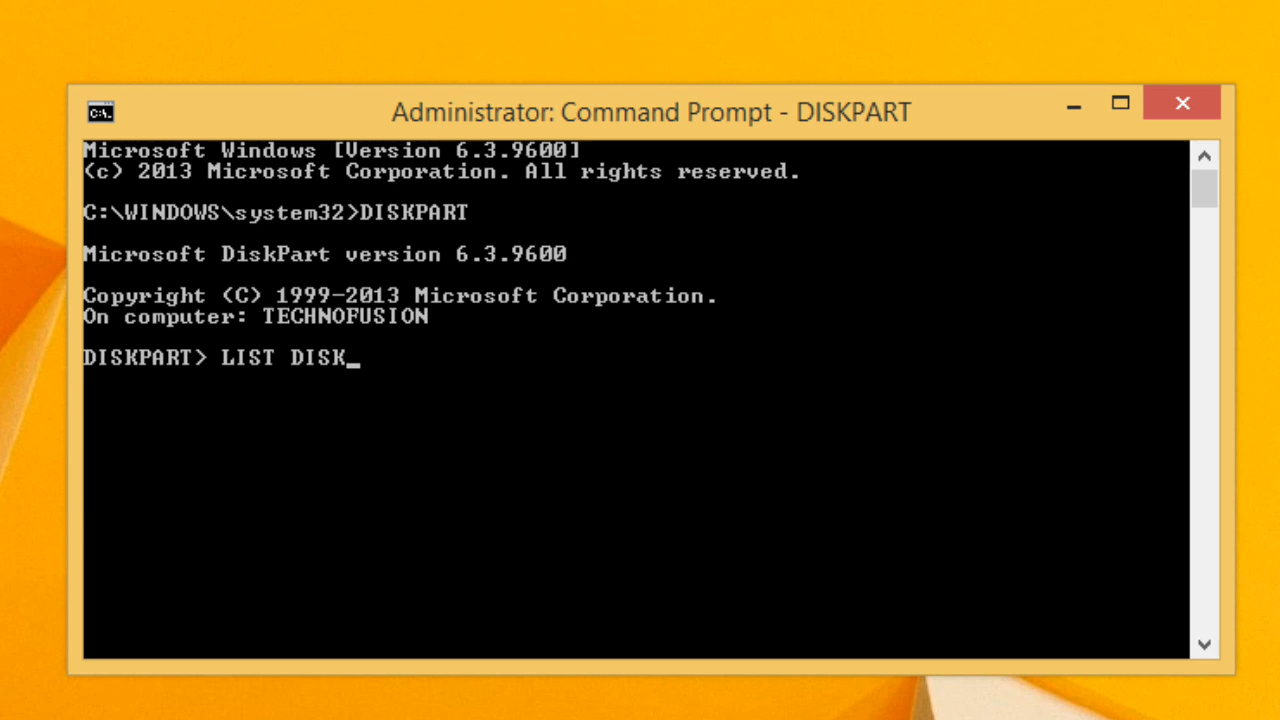 C:\.
Administrator: Command Prompt - DISKPART
Microsoft Windows [Version 6.3.9600]
(c) 2013 Microsoft Corporation. All rights reserved.
C:\WINDOWS\system32>DISKPART
Microsoft DiskPart version 6.3.9600
Copyright (C) 1999-2013 Microsoft Corporation.
On computer: TECHNOFUSION
DISKPART> LIST DISK_